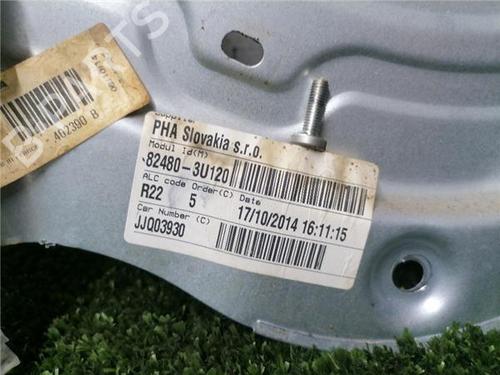 Supplier
PHA Slovakia s.r.o.
Modul Id(M)
82480-3U120
ALC code Order(C) Date
R22 5 17/10/2014 16:11:15
Car Number (C)
JJQ03930